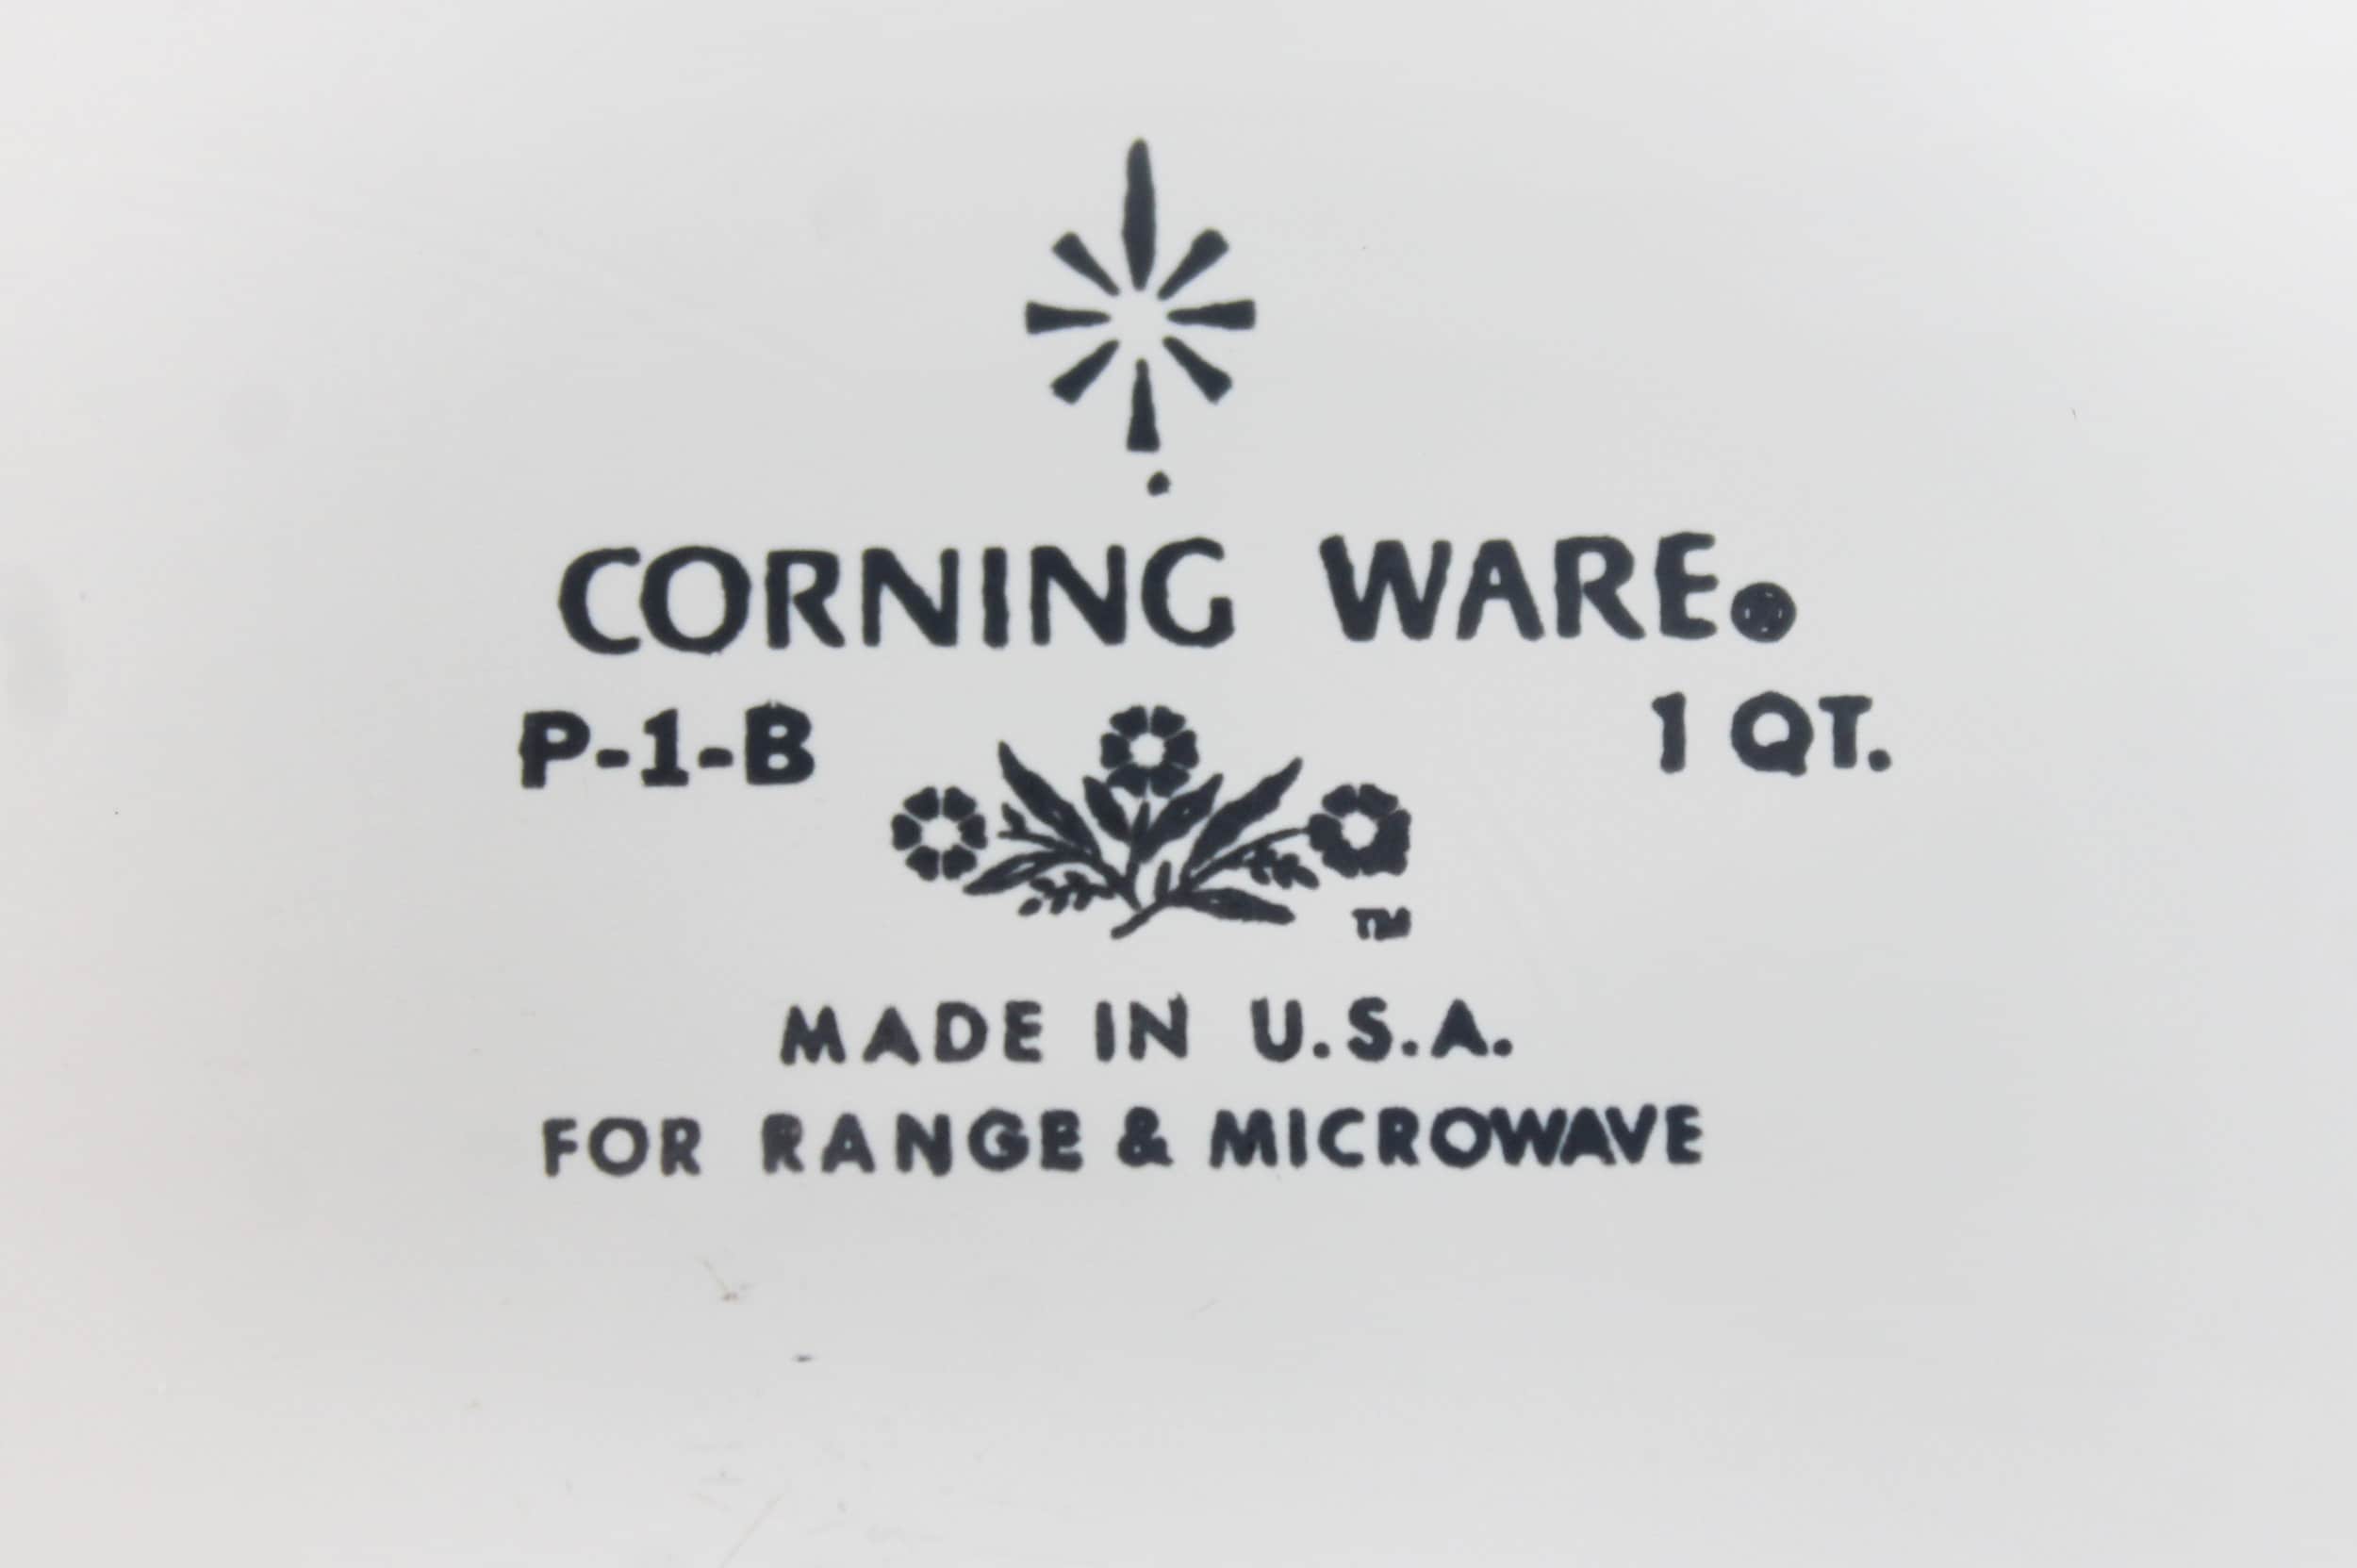 CORNING WARE®
P-1-B 1 QT.
TM
MADE IN U.S.A.
FOR RANGE & MICROWAVE